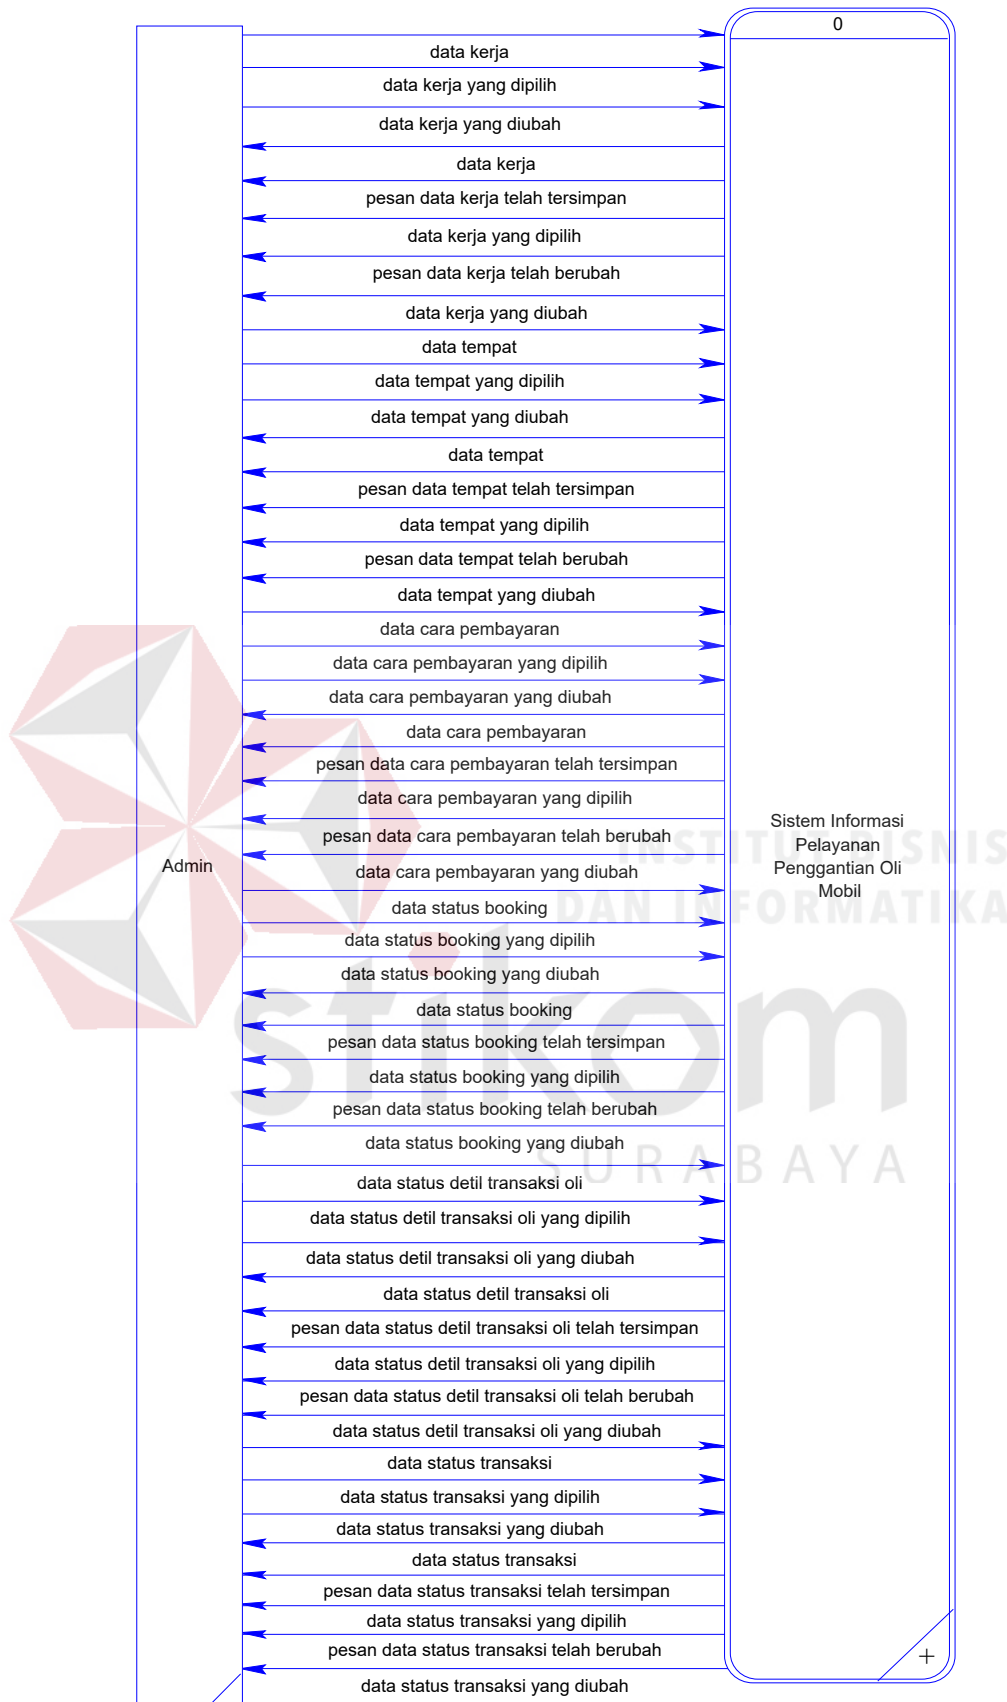 0
data kerja
data kerja yang dipilih
data kerja yang diubah
data kerja
pesan data kerja telah tersimpan
data kerja yang dipilih
pesan data kerja telah berubah
data kerja yang diubah
data tempat
data tempat yang dipilih
data tempat yang diubah
data tempat
pesan data tempat telah tersimpan
data tempat yang dipilih
pesan data tempat telah berubah
data tempat yang diubah
data cara pembayaran
data cara pembayaran yang dipilih
data cara pembayaran yang diubah
data cara pembayaran
pesan data cara pembayaran telah tersimpan
data cara pembayaran yang dipilih
pesan data cara pembayaran telah berubah
data cara pembayaran yang diubah
data status booking
data status booking yang dipilih
data status booking yang diubah
data status booking
pesan data status booking telah tersimpan
data status booking yang dipilih
pesan data status booking telah berubah
data status booking yang diubah
data status detil transaksi oli
data status detil transaksi oli yang dipilih
data status detil transaksi oli yang diubah
data status detil transaksi oli
pesan data status detil transaksi oli telah tersimpan
data status detil transaksi oli yang dipilih
pesan data status detil transaksi oli telah berubah
data status detil transaksi oli yang diubah
data status transaksi
data status transaksi yang dipilih
data status transaksi yang diubah
data status transaksi
pesan data status transaksi telah tersimpan
data status transaksi yang dipilih
pesan data status transaksi telah berubah
data status transaksi yang diubah
Admin
Sistem Informasi
Pelayanan
Penggantian Oli
Mobil
+
INSTITUT BISNIS
DAN INFORMATIKA
stikom
SURABAYA